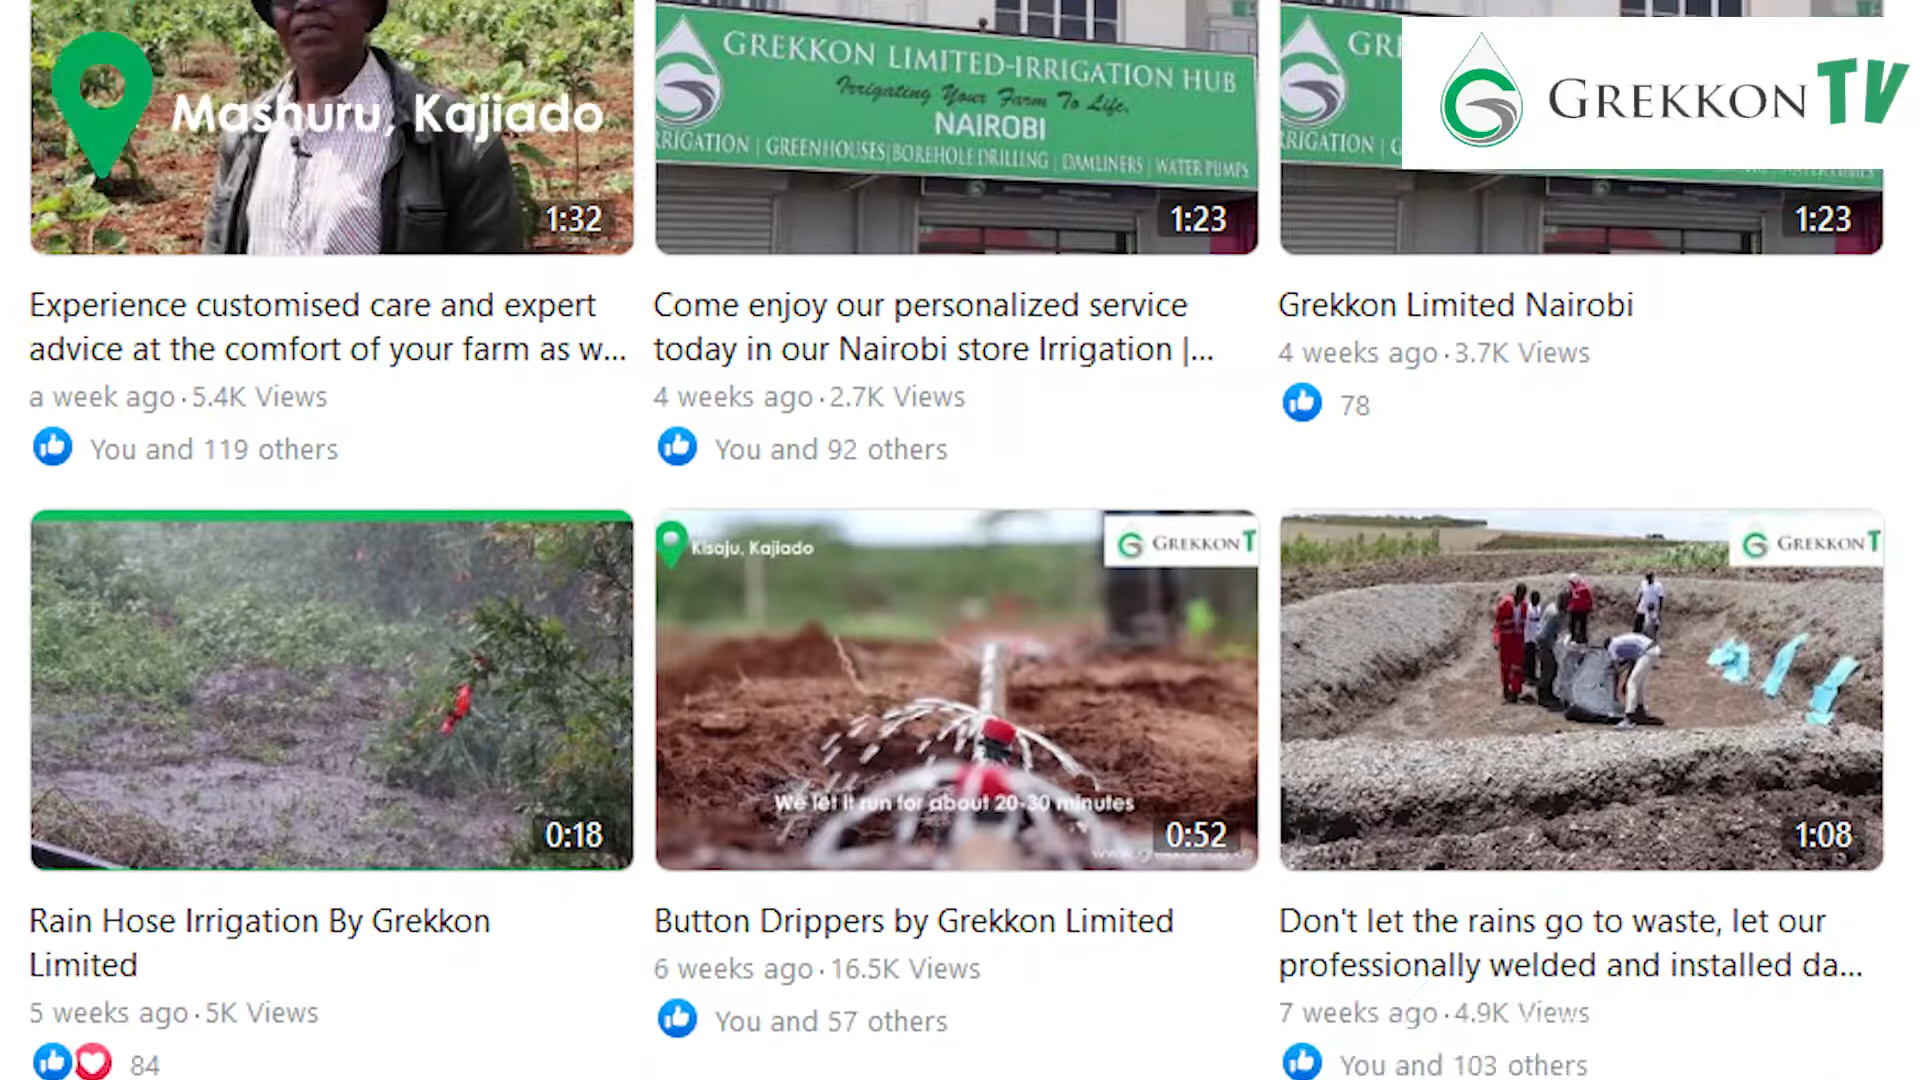 Mashuru, Kajiado
1:32
GREKKON LIMITED-IRRIGATION HUB
Irrigating Your Farm To Life.
NAIROBI
RRIGATION | GREENHOUSES | BOREHOLE DRILLING | DAMLINERS | WATER PUMPS
1:23
GREKKON TV
1:23
Experience customised care and expert
advice at the comfort of your farm as w...
a week ago · 5.4K Views
You and 119 others
Come enjoy our personalized service
today in our Nairobi store Irrigation |...
4 weeks ago · 2.7K Views
You and 92 others
Grekkon Limited Nairobi
4 weeks ago · 3.7K Views
78
0:18
Kisaju, Kajiado
GREKKON T
We let it run for about 20-30 minutes
0:52
GREKKON T
1:08
Rain Hose Irrigation By Grekkon
Limited
5 weeks ago · 5K Views
84
Button Drippers by Grekkon Limited
6 weeks ago · 16.5K Views
You and 57 others
Don't let the rains go to waste, let our
professionally welded and installed da...
7 weeks ago · 4.9K Views
You and 103 others